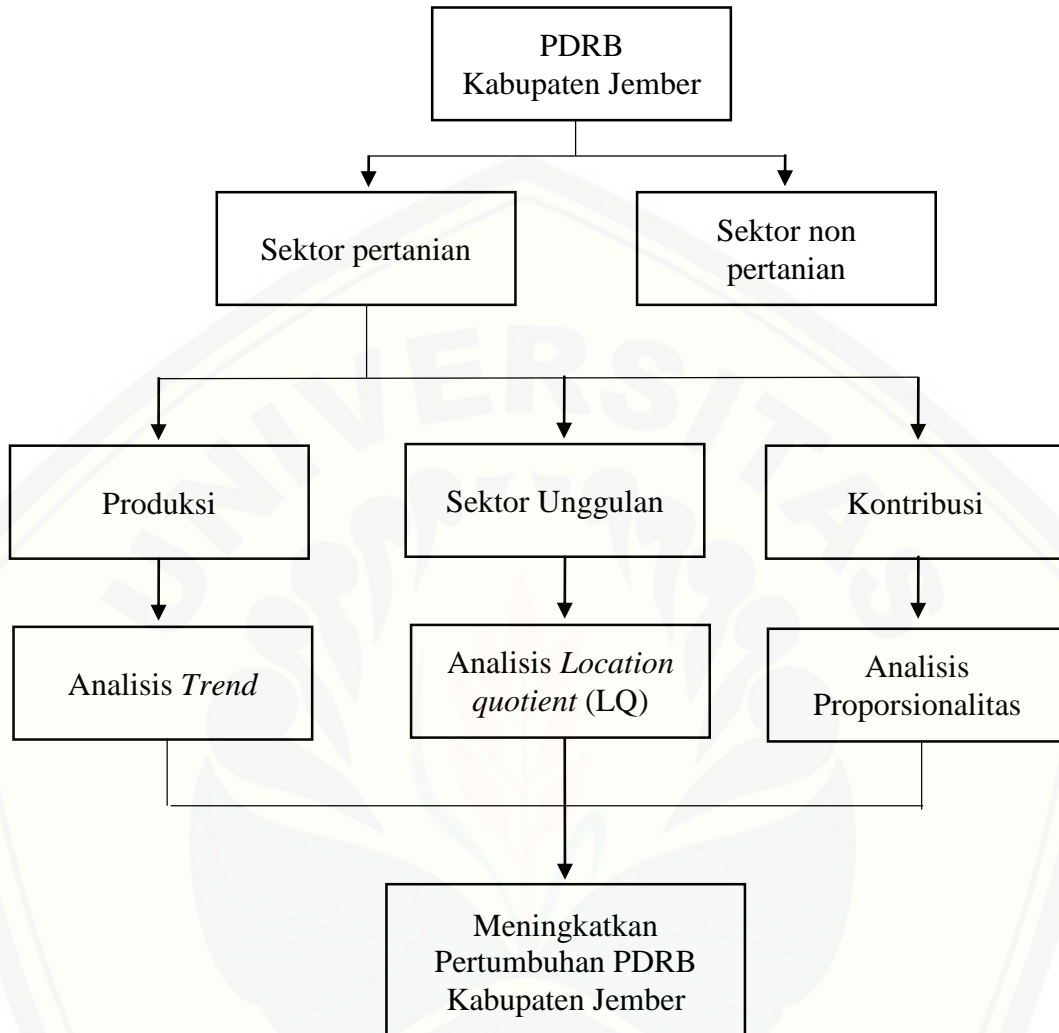 PDRB
Kabupaten Jember
Sektor pertanian
Sektor non
pertanian
Produksi
Sektor Unggulan
Kontribusi
Analisis Trend
Analisis Location
quotient (LQ)
Analisis
Proporsionalitas
Meningkatkan
Pertumbuhan PDRB
Kabupaten Jember
UNIVERSITAS